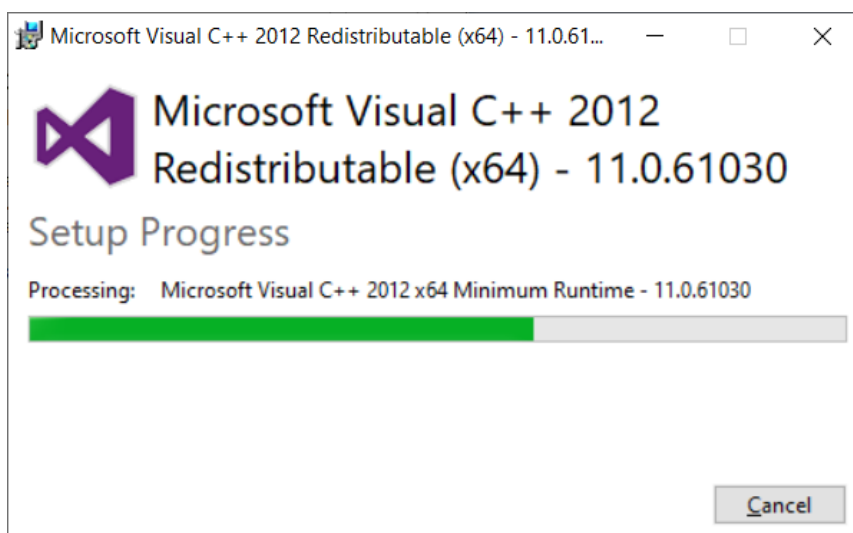 Microsoft Visual C++ 2012 Redistributable (x64) - 11.0.61...
Microsoft Visual C++ 2012
Redistributable (x64) - 11.0.61030
Setup Progress
Processing: Microsoft Visual C++ 2012 x64 Minimum Runtime - 11.0.61030
Cancel